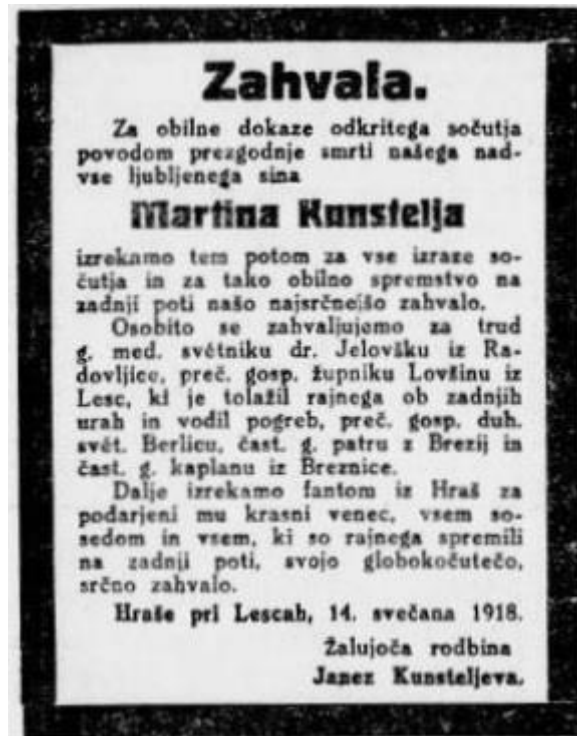 Zahvala.
Za obilne dokaze odkritega sočutja
povodom prezgodnje smrti našega nad-
vse ljubljenega sina
Martina Kunstelja
izrekamo tem potom za vse izraze so-
čutja in za tako obilno spremstvo na
zadnji poti našo najsrčnejšo zahvalo.
Osobito se zahvaljujemo za trud
g. med. svétniku dr. Jelovšku iz Ra-
dovljice, preč. gosp. župniku Lovšinu iz
Lesc, ki je tolažil rajnega ob zadnjih
urah in vodil pogreb, preč. gosp. duh.
svét. Berlicu, čast. g. patru z Brezij in
čast. g. kaplanu iz Breznice.
Dalje izrekamo fantom iz Hraš za
podarjeni mu krasni venec, vsem so-
sedom in vsem, ki so rajnega spremili
na zadnji poti, svojo globokočutečo,
srčno zahvalo.
Hraše pri Lescah, 14. svečana 1918.
Žalujoča rodbina
Janez Kunsteljeva.